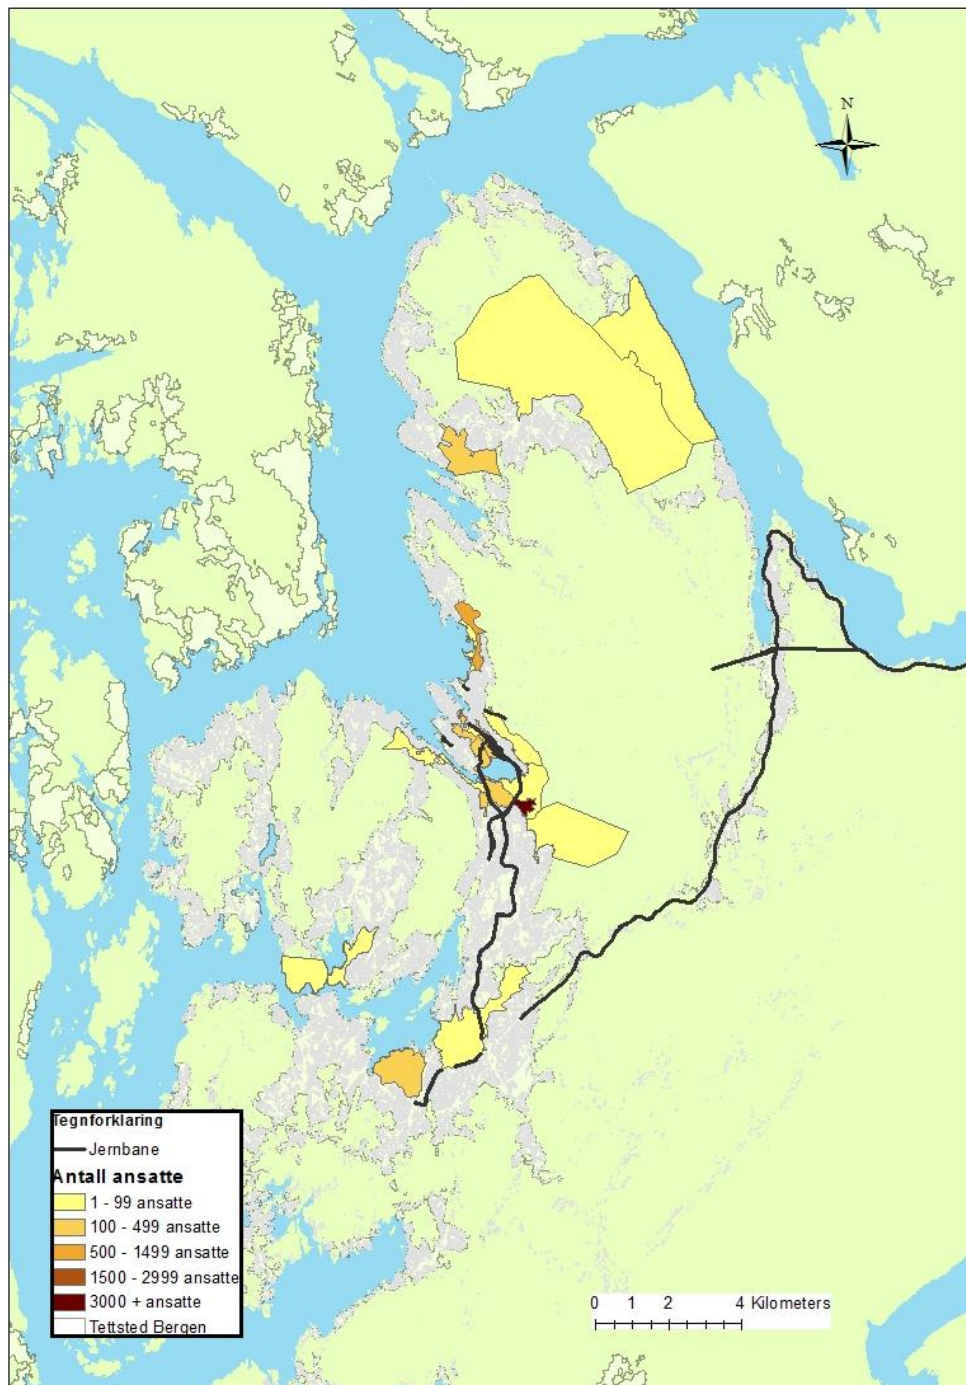 N
Tegnforklaring
Jernbane
Antall ansatte
1 - 99 ansatte
100 - 499 ansatte
500 - 1499 ansatte
1500 - 2999 ansatte
3000 + ansatte
Tettsted Bergen
0 1 2 4 Kilometers